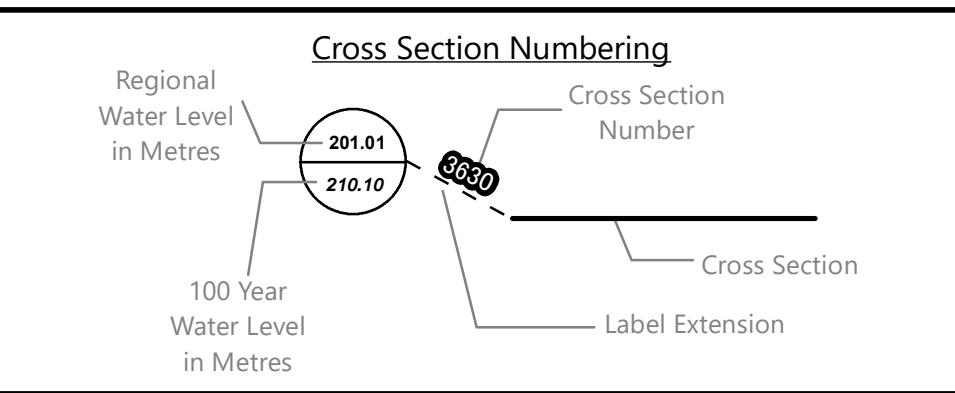 Cross Section Numbering
Regional
Water Level
in Metres
201.01
210.10
3630
Cross Section
Number
100 Year
Water Level
in Metres
Cross Section
Label Extension